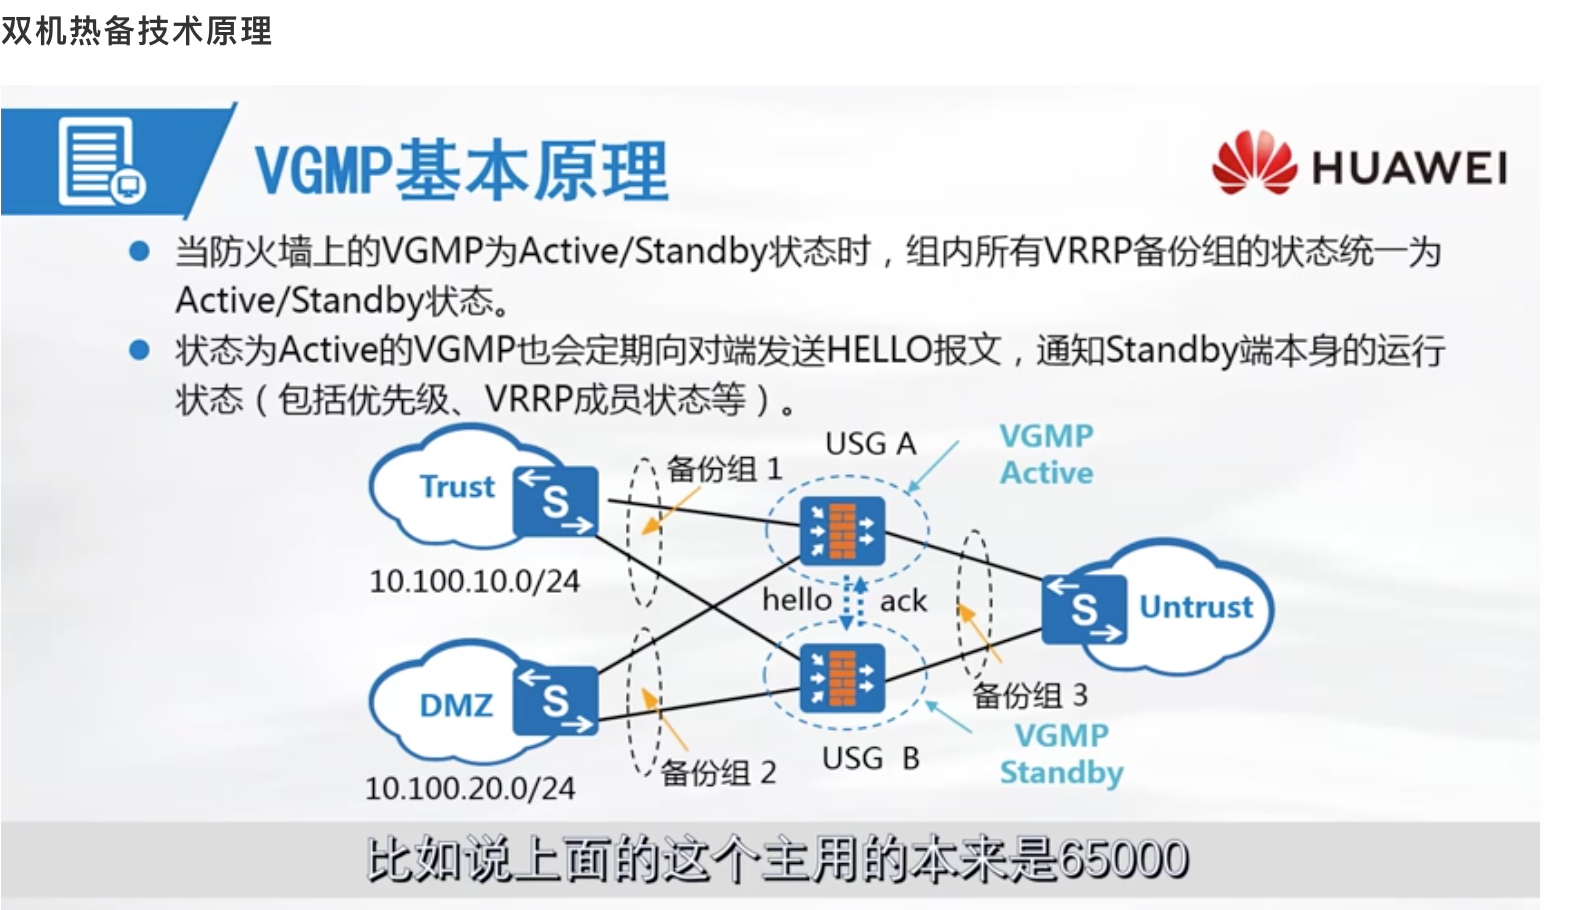 双机热备技术原理
VGMP基本原理
HUAWEI
当防火墙上的VGMP为Active/Standby状态时，组内所有VRRP备份组的状态统一为
Active/Standby状态。
状态为Active的VGMP也会定期向对端发送HELLO报文，通知Standby端本身的运行
状态（包括优先级、VRRP成员状态等）。
USG A
VGMP
Active
备份组 1
Trust
S
10.100.10.0/24
hello
ack
S
Untrust
DMZ
S
备份组 3
10.100.20.0/24
备份组 2
USG B
VGMP
Standby
比如说上面的这个主用的本来是65000